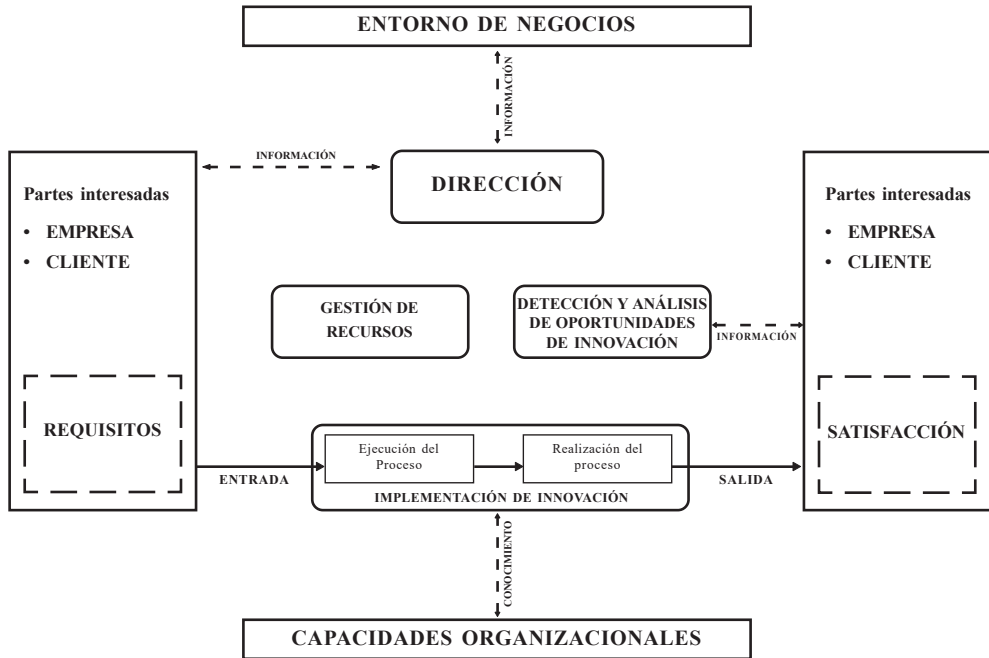 ENTORNO DE NEGOCIOS
INFORMACIÓN
INFORMACIÓN
DIRECCIÓN
Partes interesadas
• EMPRESA
• CLIENTE
REQUISITOS
GESTIÓN DE
RECURSOS
DETECCIÓN Y ANÁLISIS
DE OPORTUNIDADES
DE INNOVACIÓN
INFORMACIÓN
Partes interesadas
• EMPRESA
• CLIENTE
SATISFACCIÓN
ENTRADA
Ejecución del
Proceso
Realización del
proceso
IMPLEMENTACIÓN DE INNOVACIÓN
SALIDA
CONOCIMIENTO
CAPACIDADES ORGANIZACIONALES